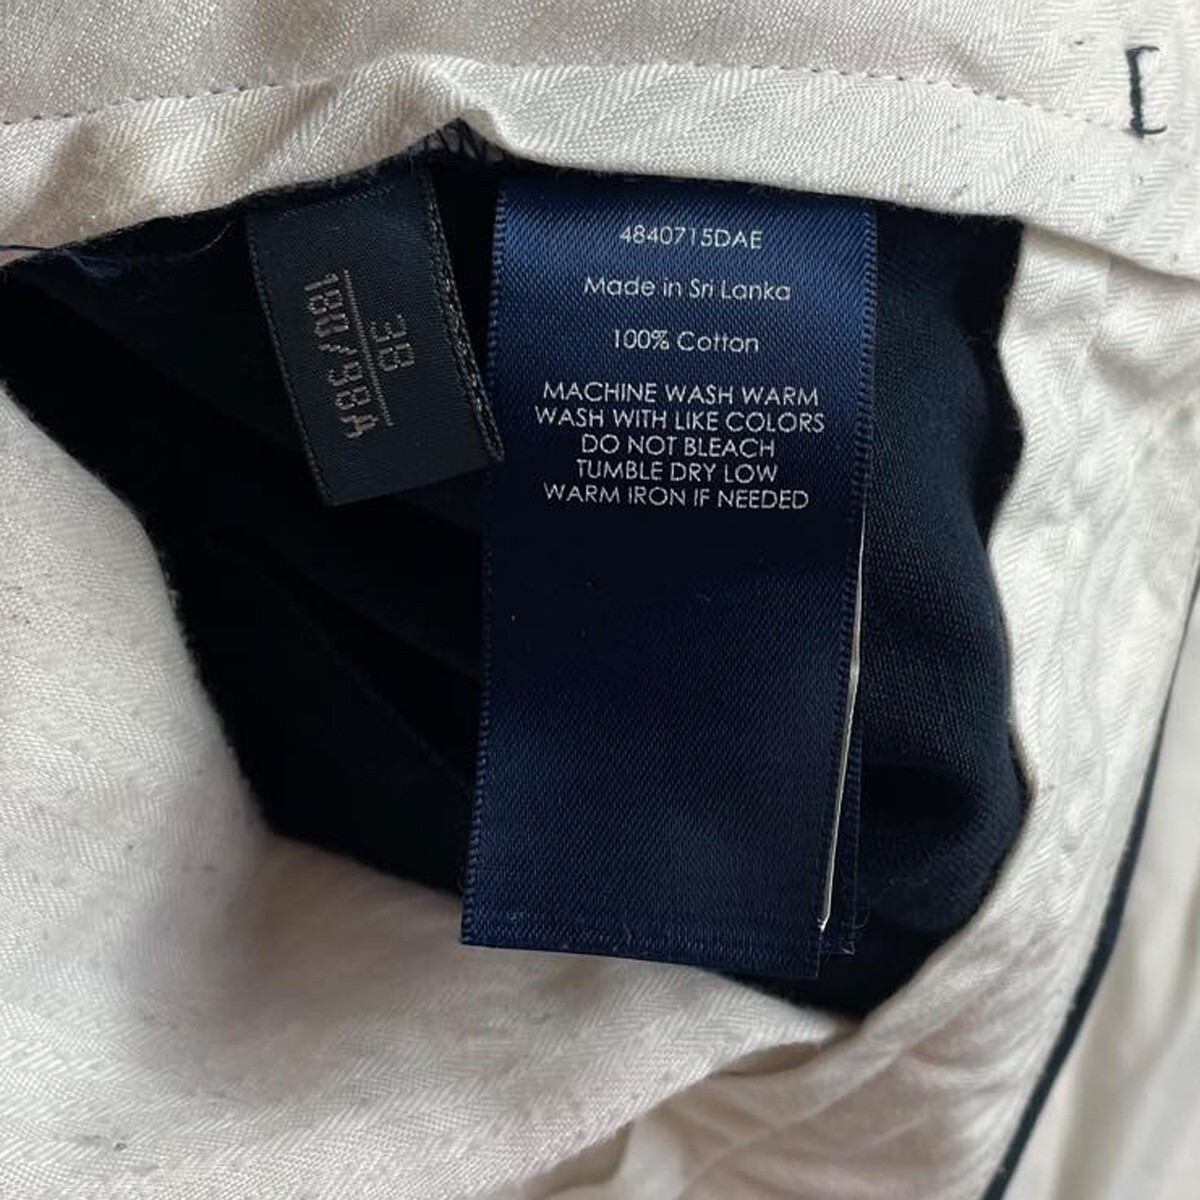 38
180/98A
4840715DAE
Made in Sri Lanka
100% Cotton
MACHINE WASH WARM
WASH WITH LIKE COLORS
DO NOT BLEACH
TUMBLE DRY LOW
WARM IRON IF NEEDED